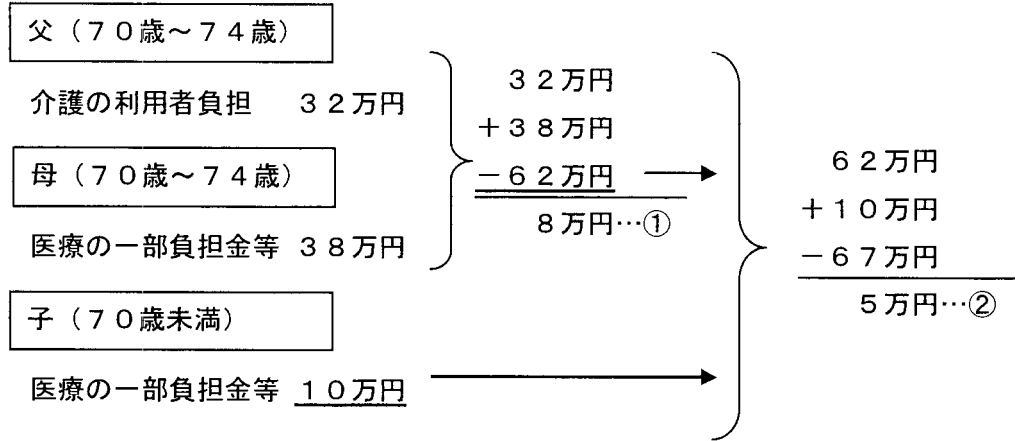 父（７０歳～７４歳）
介護の利用者負担　３２万円
母（７０歳～７４歳）
医療の一部負担金等　３８万円
子（７０歳未満）
医療の一部負担金等　１０万円
３２万円
＋３８万円
－６２万円
８万円…①
６２万円
＋１０万円
－６７万円
５万円…②